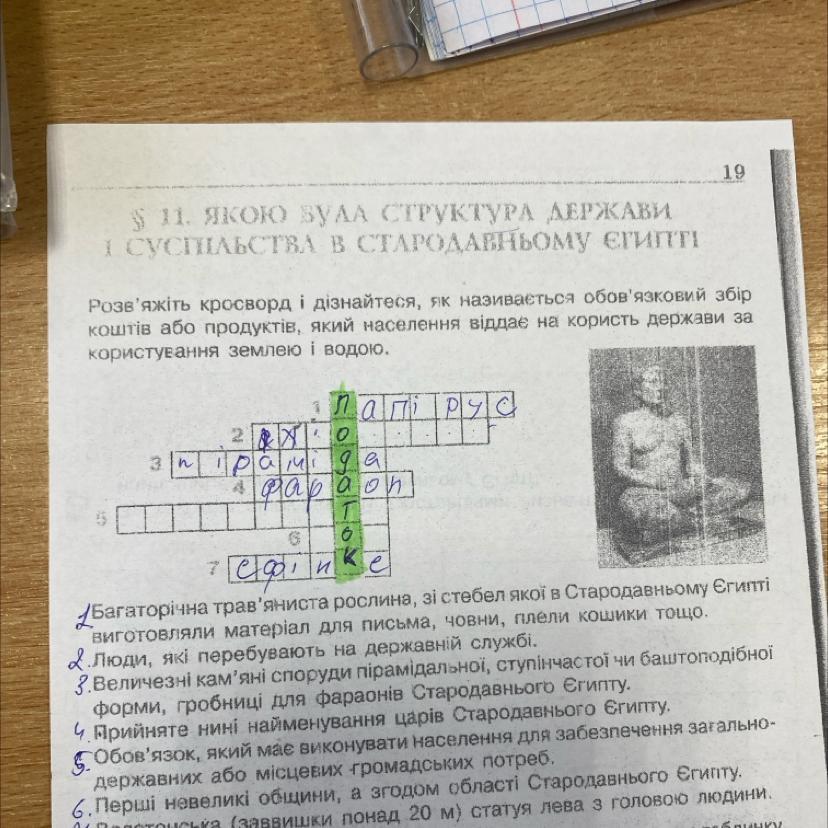 19
§ 11. ЯКОЮ БУЛА СТРУКТУРА ДЕРЖАВИ
І СУСПІЛЬСТВА В СТАРОДАВНЬОМУ ЄГИПТІ
Розв'яжіть кросворд і дізнайтеся, як називається обов'язковий збір
коштів або продуктів, який населення віддає на користь держави за
користування землею і водою.
1 папірус
2 о
3 піраміда
4 фараон
5 т
6 о
7 сфінкс
1 Багаторічна трав'яниста рослина, зі стебел якої в Стародавньому Єгипті
виготовляли матеріал для письма, човни, плели кошики тощо.
2. Люди, які перебувають на державній службі.
3. Величезні кам'яні споруди пірамідальної, ступінчастої чи баштоподібної
форми, гробниці для фараонів Стародавнього Єгипту.
4. Прийняте нині найменування царів Стародавнього Єгипту.
5. Обов'язок, який має виконувати населення для забезпечення загально-
державних або місцевих громадських потреб.
6. Перші невеликі общини, а згодом області Стародавнього Єгипту.
(заввишки понад 20 м) статуя лева з головою людини.